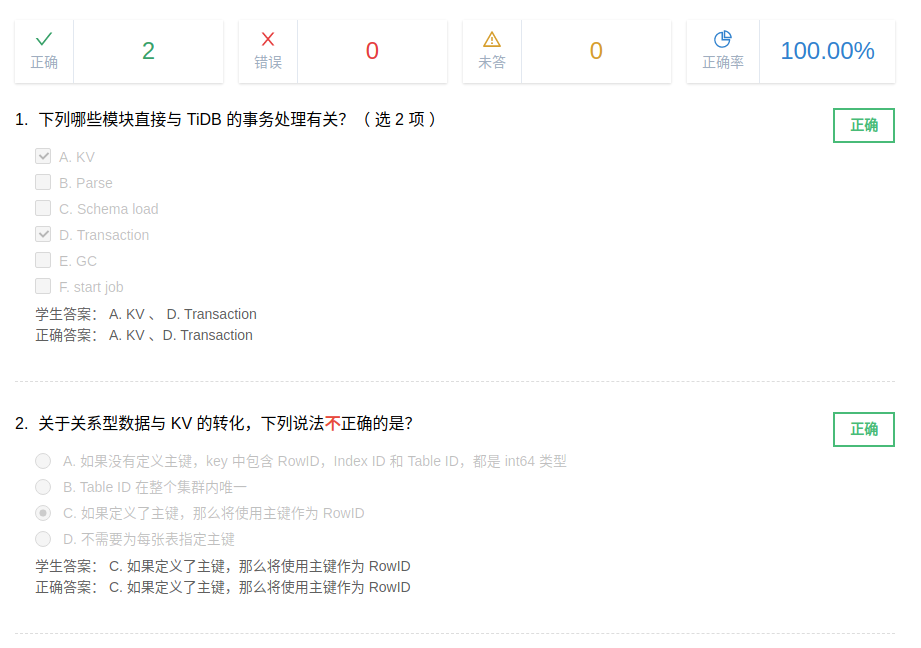 正确 2 错误 0 未答 0 正确率 100.00%
1. 下列哪些模块直接与 TiDB 的事务处理有关？（ 选 2 项 ） 正确
A. KV
B. Parse
C. Schema load
D. Transaction
E. GC
F. start job
学生答案： A. KV 、 D. Transaction
正确答案： A. KV 、D. Transaction
2. 关于关系型数据与 KV 的转化，下列说法不正确的是？ 正确
A. 如果没有定义主键，key 中包含 RowID，Index ID 和 Table ID，都是 int64 类型
B. Table ID 在整个集群内唯一
C. 如果定义了主键，那么将使用主键作为 RowID
D. 不需要为每张表指定主键
学生答案： C. 如果定义了主键，那么将使用主键作为 RowID
正确答案： C. 如果定义了主键，那么将使用主键作为 RowID